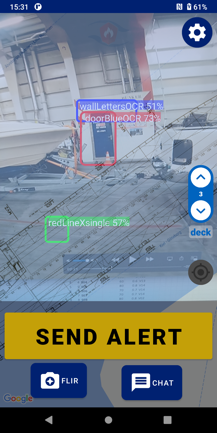 15:31
61%
wallLettersOCR 51%
doorBlueOCR 73%
redLineXsingle 57%
3
deck
SEND ALERT
FLIR
CHAT
Google